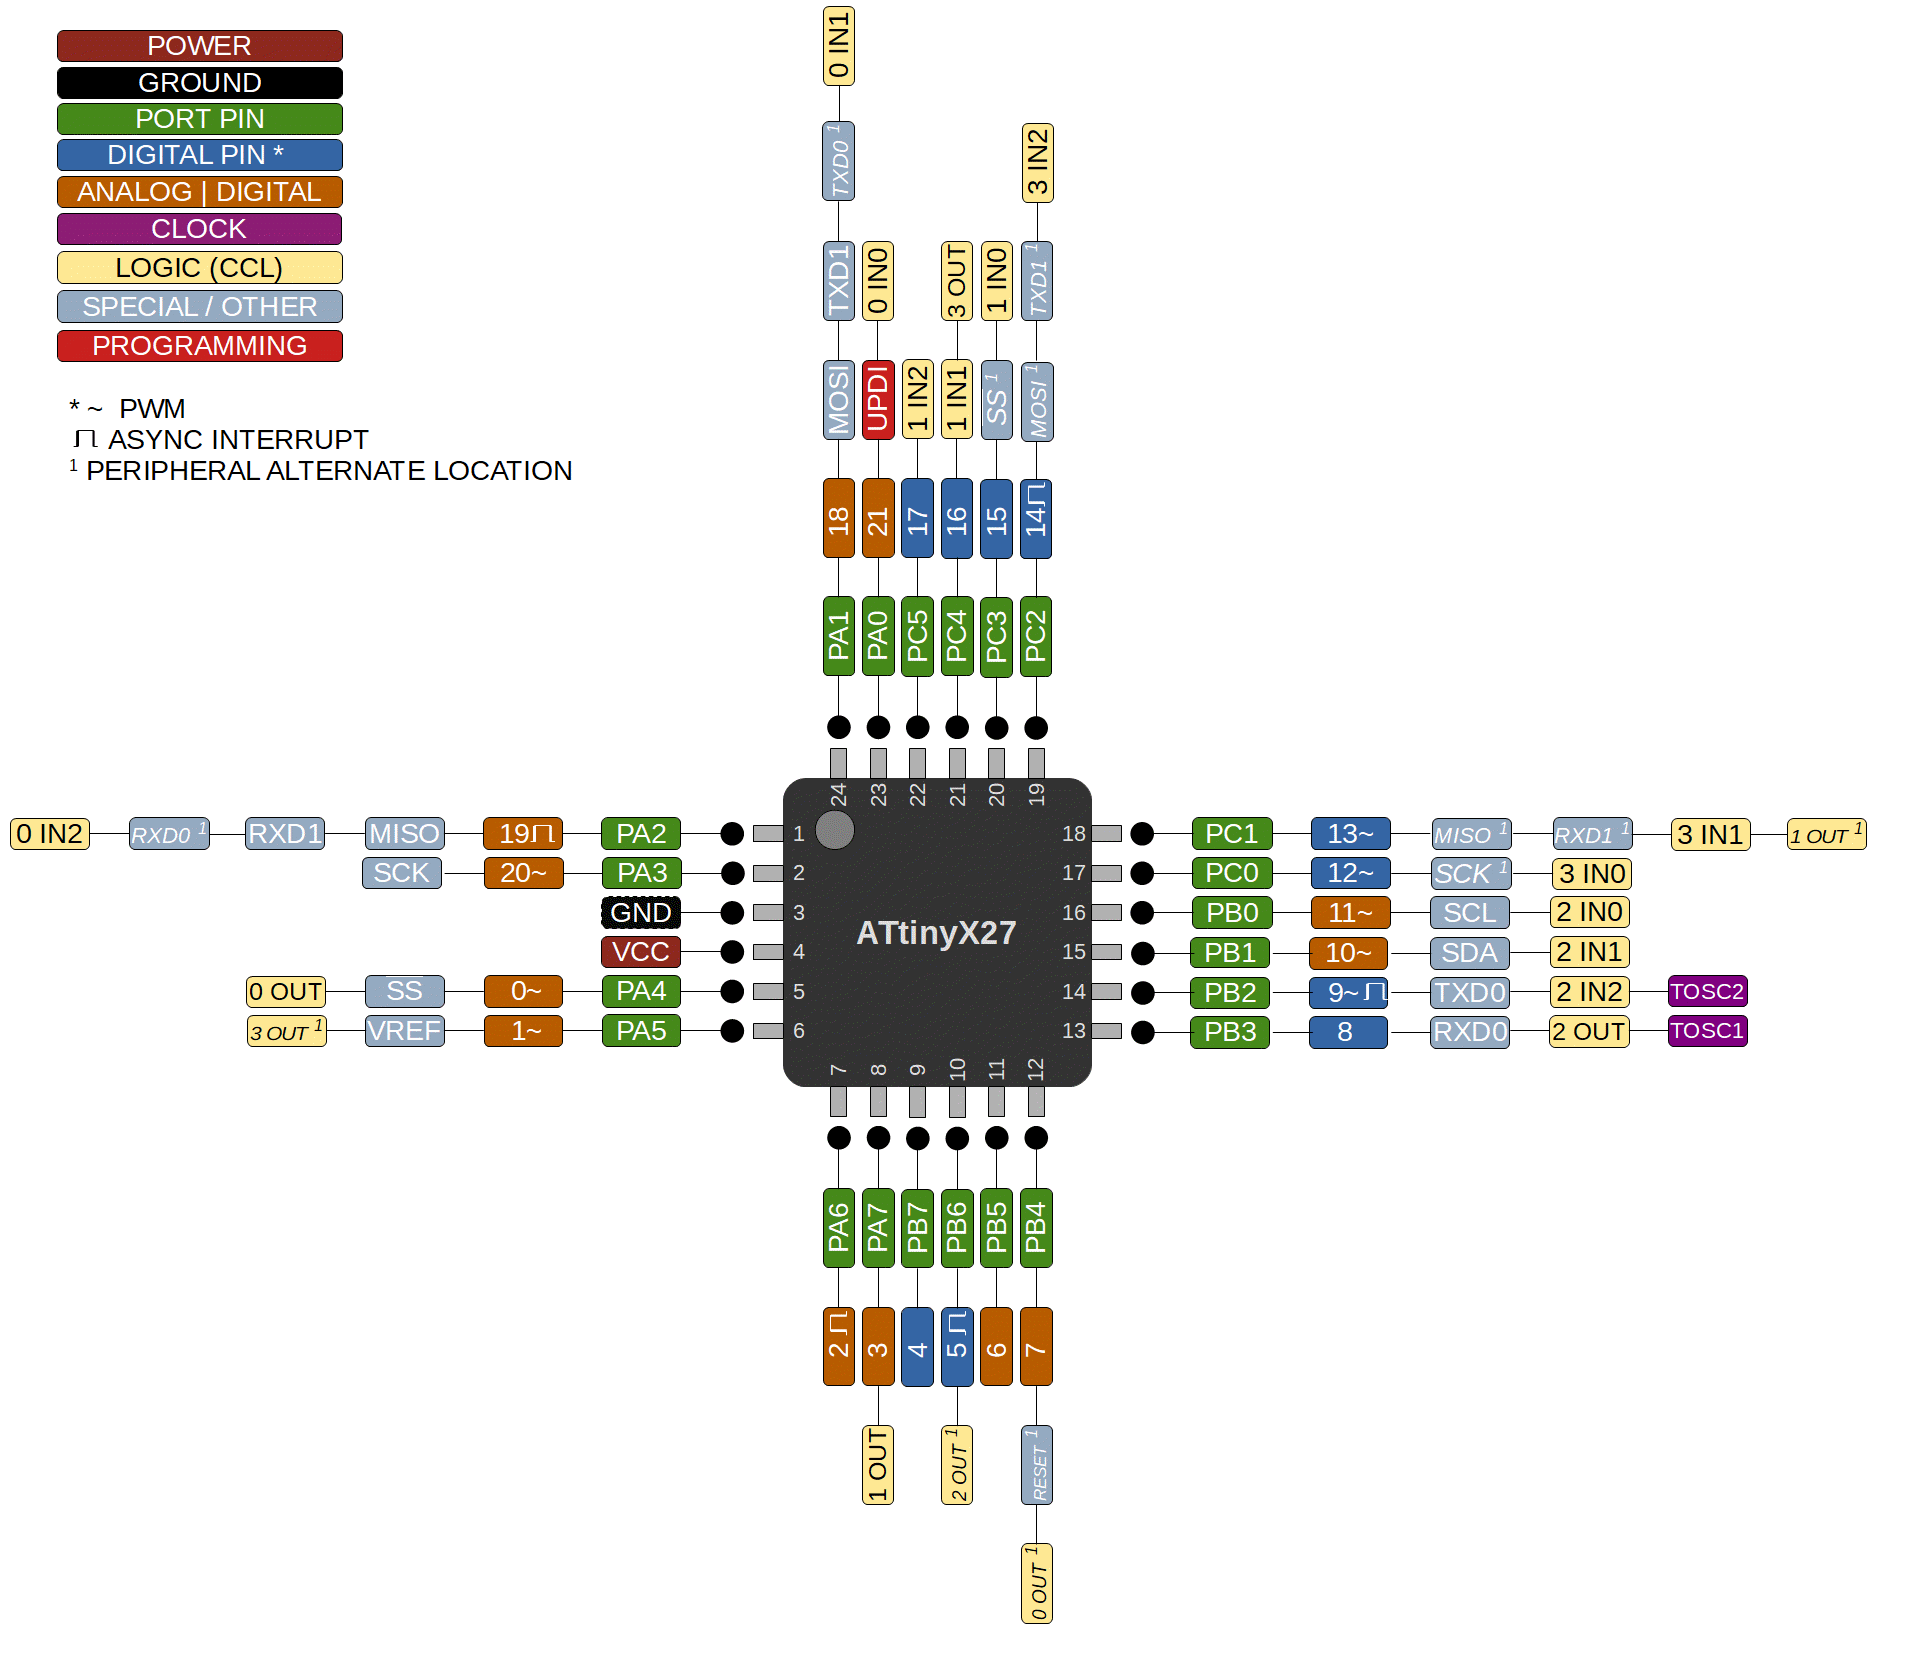 POWER
GROUND
PORT PIN
DIGITAL PIN *
ANALOG | DIGITAL
CLOCK
LOGIC (CCL)
SPECIAL / OTHER
PROGRAMMING
* ~ PWM
ASYNC INTERRUPT
1 PERIPHERAL ALTERNATE LOCATION
0 IN1
TXD0 1
TXD1
MOSI
18
PA1
24
0 IN0
UPDI
21
PA0
23
1 IN2
17
PC5
22
3 OUT
1 IN1
16
PC4
21
1 IN0
SS 1
15
PC3
20
3 IN2
TXD1 1
MOSI 1
14
PC2
19
0 IN2 RXD0 1 RXD1 MISO 19 PA2 1
SCK 20~ PA3 2
GND 3
VCC 4
0 OUT SS 0~ PA4 5
3 OUT 1 VREF 1~ PA5 6
ATtinyX27
18 PC1 13~ MISO 1 RXD1 1 3 IN1 1 OUT 1
17 PC0 12~ SCK 1 3 IN0
16 PB0 11~ SCL 2 IN0
15 PB1 10~ SDA 2 IN1
14 PB2 9~ TXD0 2 IN2 TOSC2
13 PB3 8 RXD0 2 OUT TOSC1
7
PA6
2
8
PA7
3
1 OUT
9
PB7
4
10
PB6
5
2 OUT 1
11
PB5
6
12
PB4
7
RESET 1
0 OUT 1